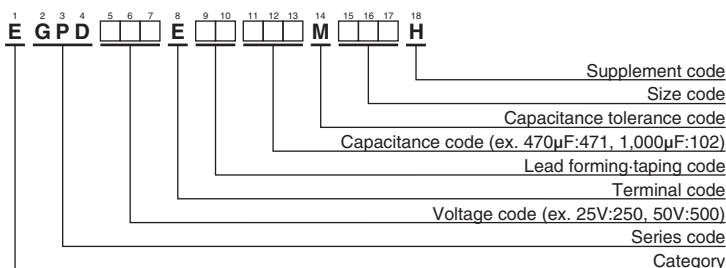 1 2 3 4 5 6 7 8 9 10 11 12 13 14 15 16 17 18
E GPD E M H
Supplement code
Size code
Capacitance tolerance code
Capacitance code (ex. 470µF:471, 1,000µF:102)
Lead forming·taping code
Terminal code
Voltage code (ex. 25V:250, 50V:500)
Series code
Category